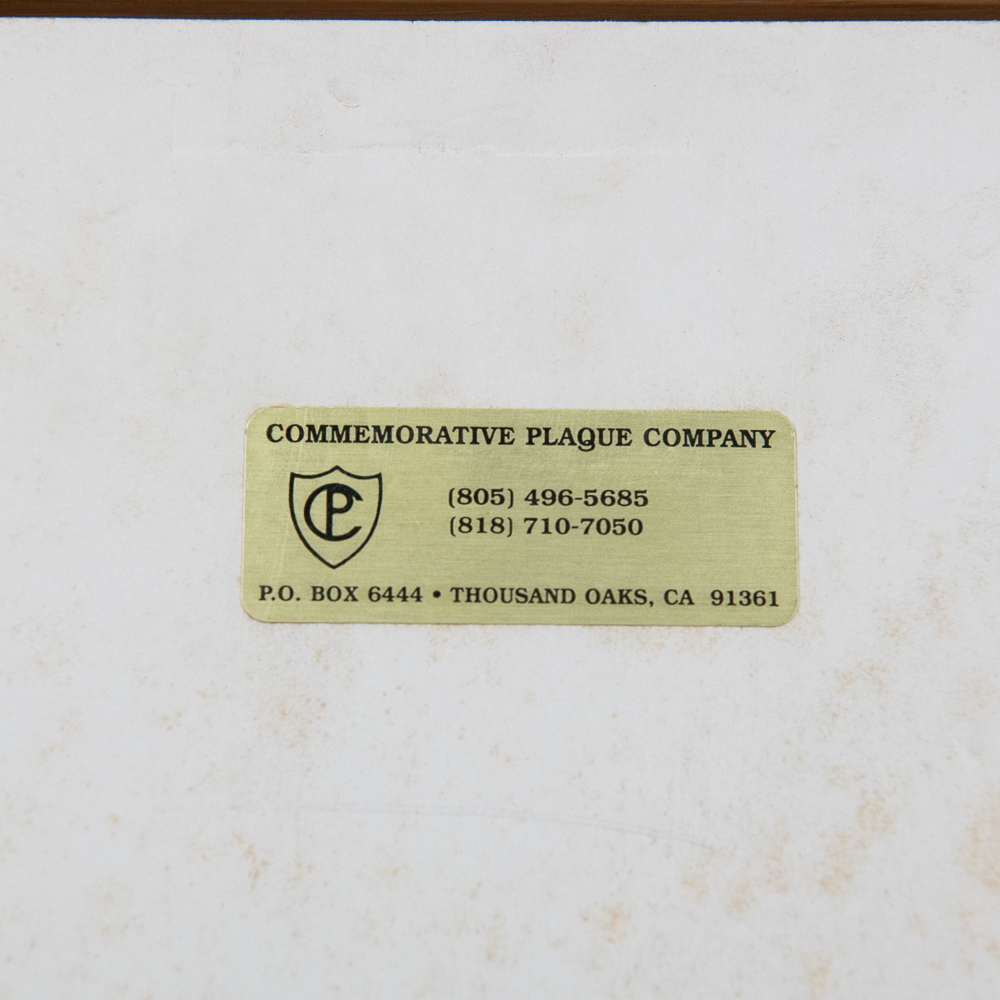 COMMEMORATIVE PLAQUE COMPANY
CP
(805) 496-5685
(818) 710-7050
P.O. BOX 6444 • THOUSAND OAKS, CA 91361